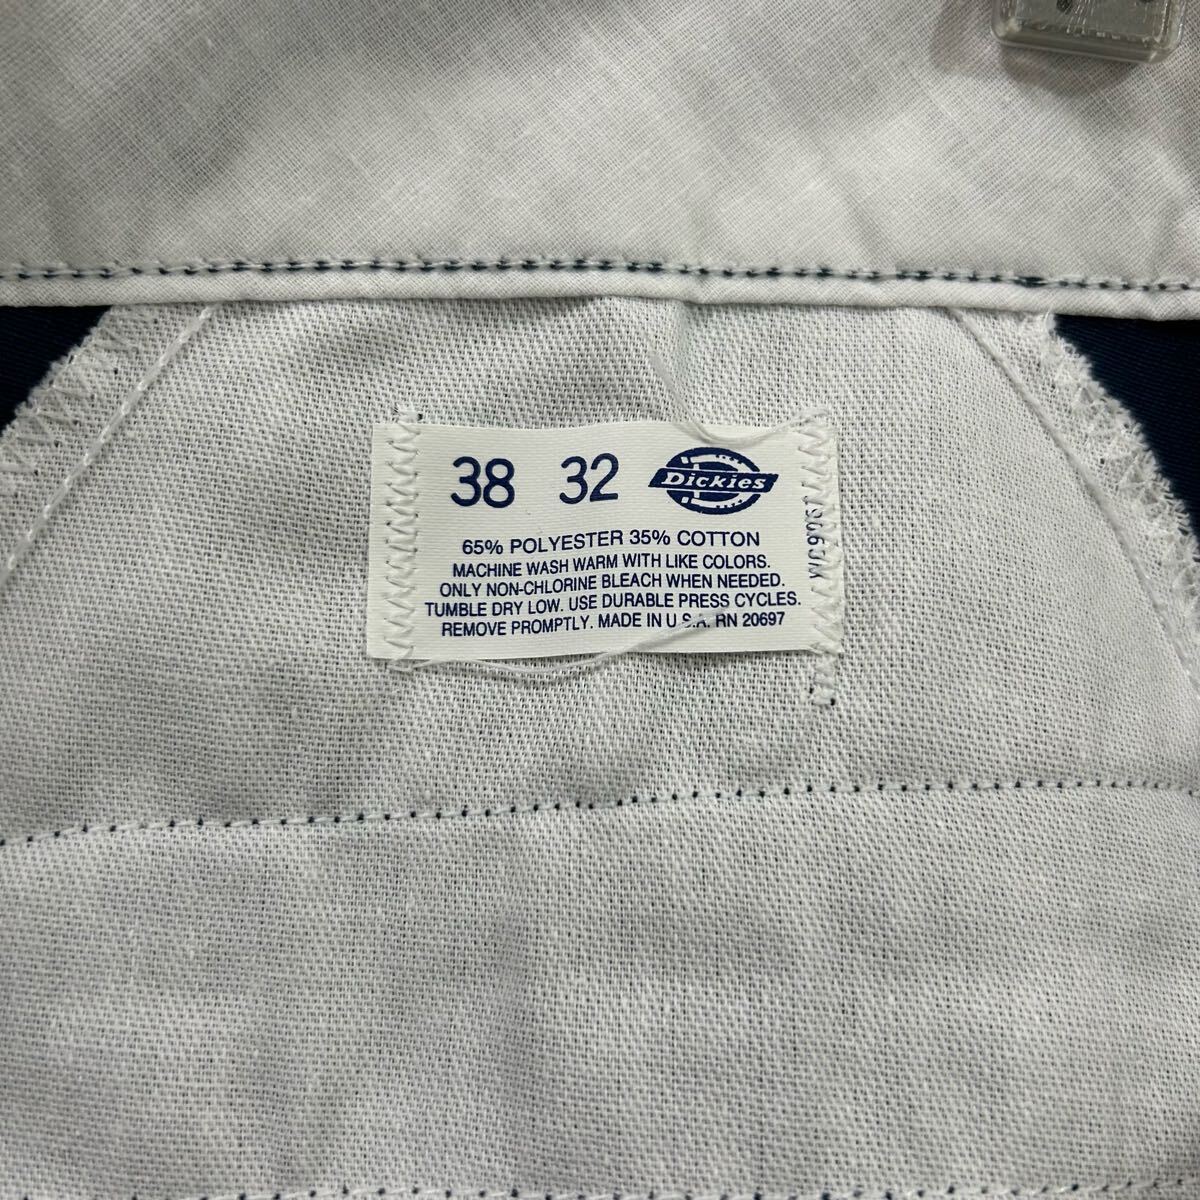 38 32 Dickies
65% POLYESTER 35% COTTON
MACHINE WASH WARM WITH LIKE COLORS.
ONLY NON-CHLORINE BLEACH WHEN NEEDED.
TUMBLE DRY LOW. USE DURABLE PRESS CYCLES.
REMOVE PROMPTLY. MADE IN U.S.A. RN 20697